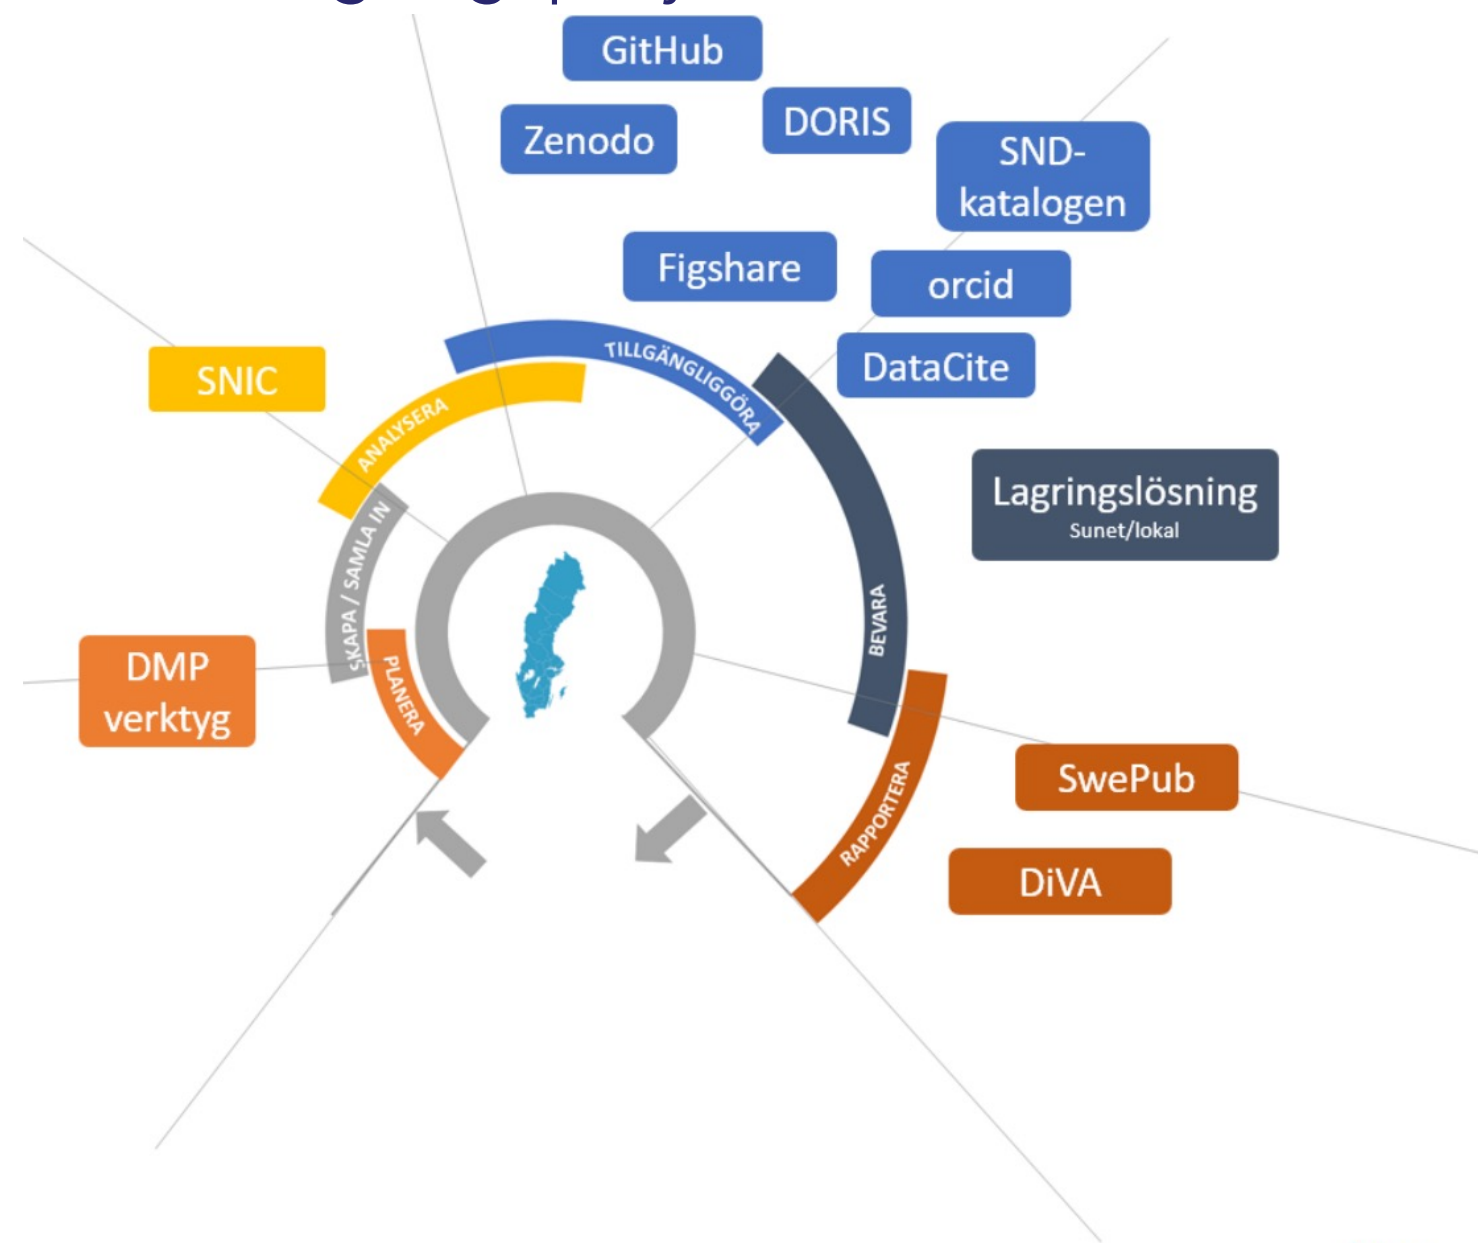 GitHub
DORIS
Zenodo
SND-
katalogen
Figshare
orcid
DataCite
SNIC
TILLGÄNGLIGGÖRA
ANALYSERA
SKAPA / SAMLA IN
PLANERA
DMP
verktyg
Lagringslösning
Sunet/lokal
BEVARA
RAPPORTERA
SwePub
DiVA